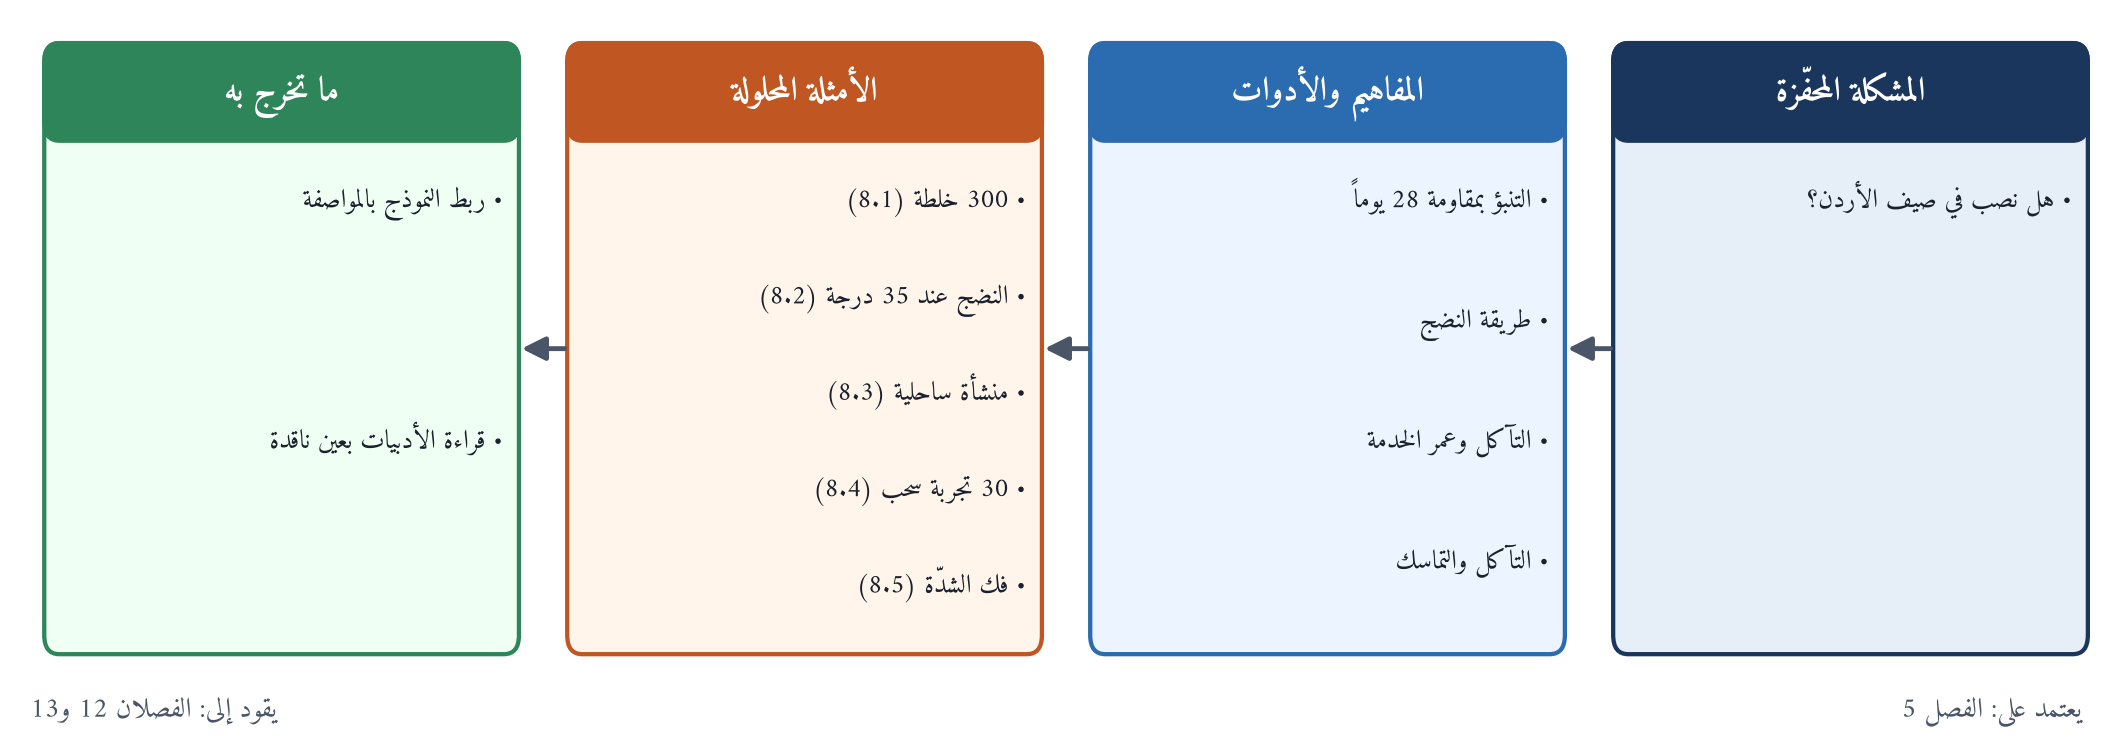 المشكلة المحفّزة
• هل نصب في صيف الأردن؟
المفاهيم والأدوات
• التنبؤ بمقاومة 28 يوماً
• طريقة النضج
• التآكل وعمر الخدمة
• التآكل والتماسك
الأمثلة المحلولة
• 300 خلطة (8.1)
• النضج عند 35 درجة (8.2)
• منشأة ساحلية (8.3)
• 30 تجربة سحب (8.4)
• فك الشدّة (8.5)
ما تخرج به
• ربط النموذج بالمواصفة
• قراءة الأدبيات بعين ناقدة
يعتمد على: الفصل 5
يقود إلى: الفصلان 12 و13